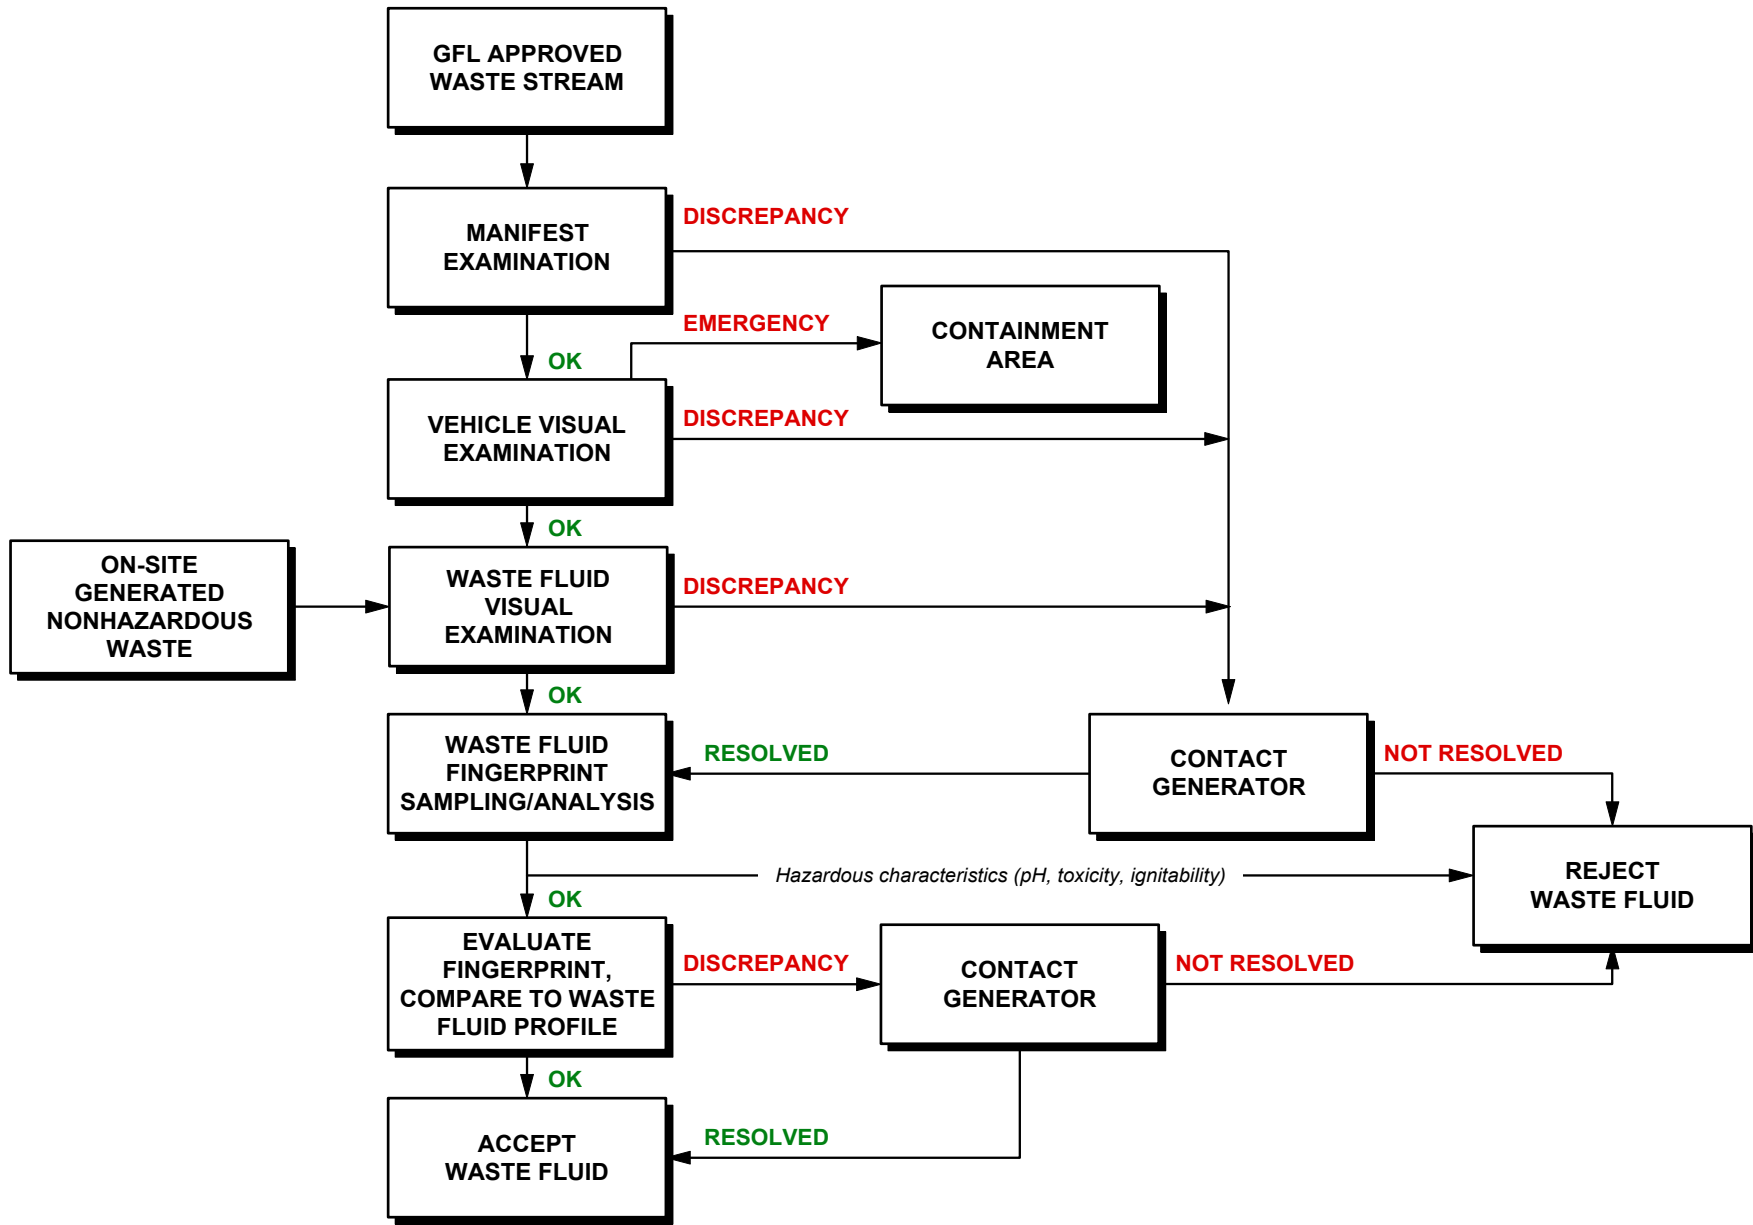 GFL APPROVED
WASTE STREAM
MANIFEST
EXAMINATION
DISCREPANCY
EMERGENCY
CONTAINMENT
AREA
OK
VEHICLE VISUAL
EXAMINATION
DISCREPANCY
OK
ON-SITE
GENERATED
NONHAZARDOUS
WASTE
WASTE FLUID
VISUAL
EXAMINATION
DISCREPANCY
OK
WASTE FLUID
FINGERPRINT
SAMPLING/ANALYSIS
RESOLVED
CONTACT
GENERATOR
NOT RESOLVED
REJECT
WASTE FLUID
Hazardous characteristics (pH, toxicity, ignitability)
OK
EVALUATE
FINGERPRINT,
COMPARE TO WASTE
FLUID PROFILE
DISCREPANCY
CONTACT
GENERATOR
NOT RESOLVED
OK
ACCEPT
WASTE FLUID
RESOLVED